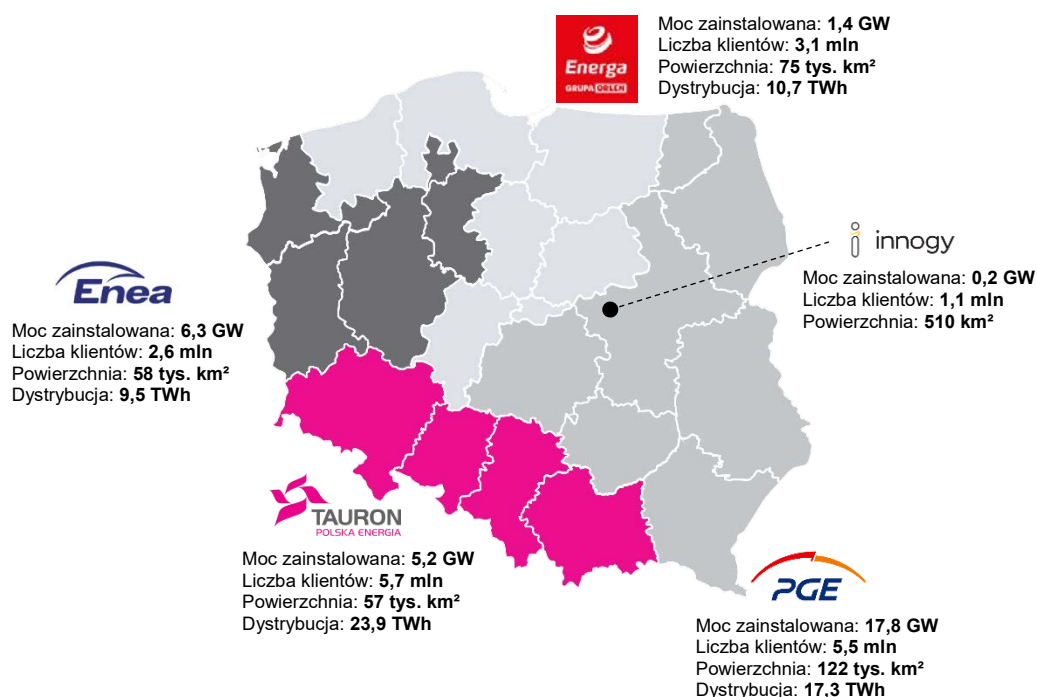 Energa
GRUPA ORLEN
Moc zainstalowana: 1,4 GW
Liczba klientów: 3,1 mln
Powierzchnia: 75 tys. km²
Dystrybucja: 10,7 TWh
innogy
Moc zainstalowana: 0,2 GW
Liczba klientów: 1,1 mln
Powierzchnia: 510 km²
Enea
Moc zainstalowana: 6,3 GW
Liczba klientów: 2,6 mln
Powierzchnia: 58 tys. km²
Dystrybucja: 9,5 TWh
TAURON
POLSKA ENERGIA
Moc zainstalowana: 5,2 GW
Liczba klientów: 5,7 mln
Powierzchnia: 57 tys. km²
Dystrybucja: 23,9 TWh
PGE
Moc zainstalowana: 17,8 GW
Liczba klientów: 5,5 mln
Powierzchnia: 122 tys. km²
Dystrybucja: 17,3 TWh